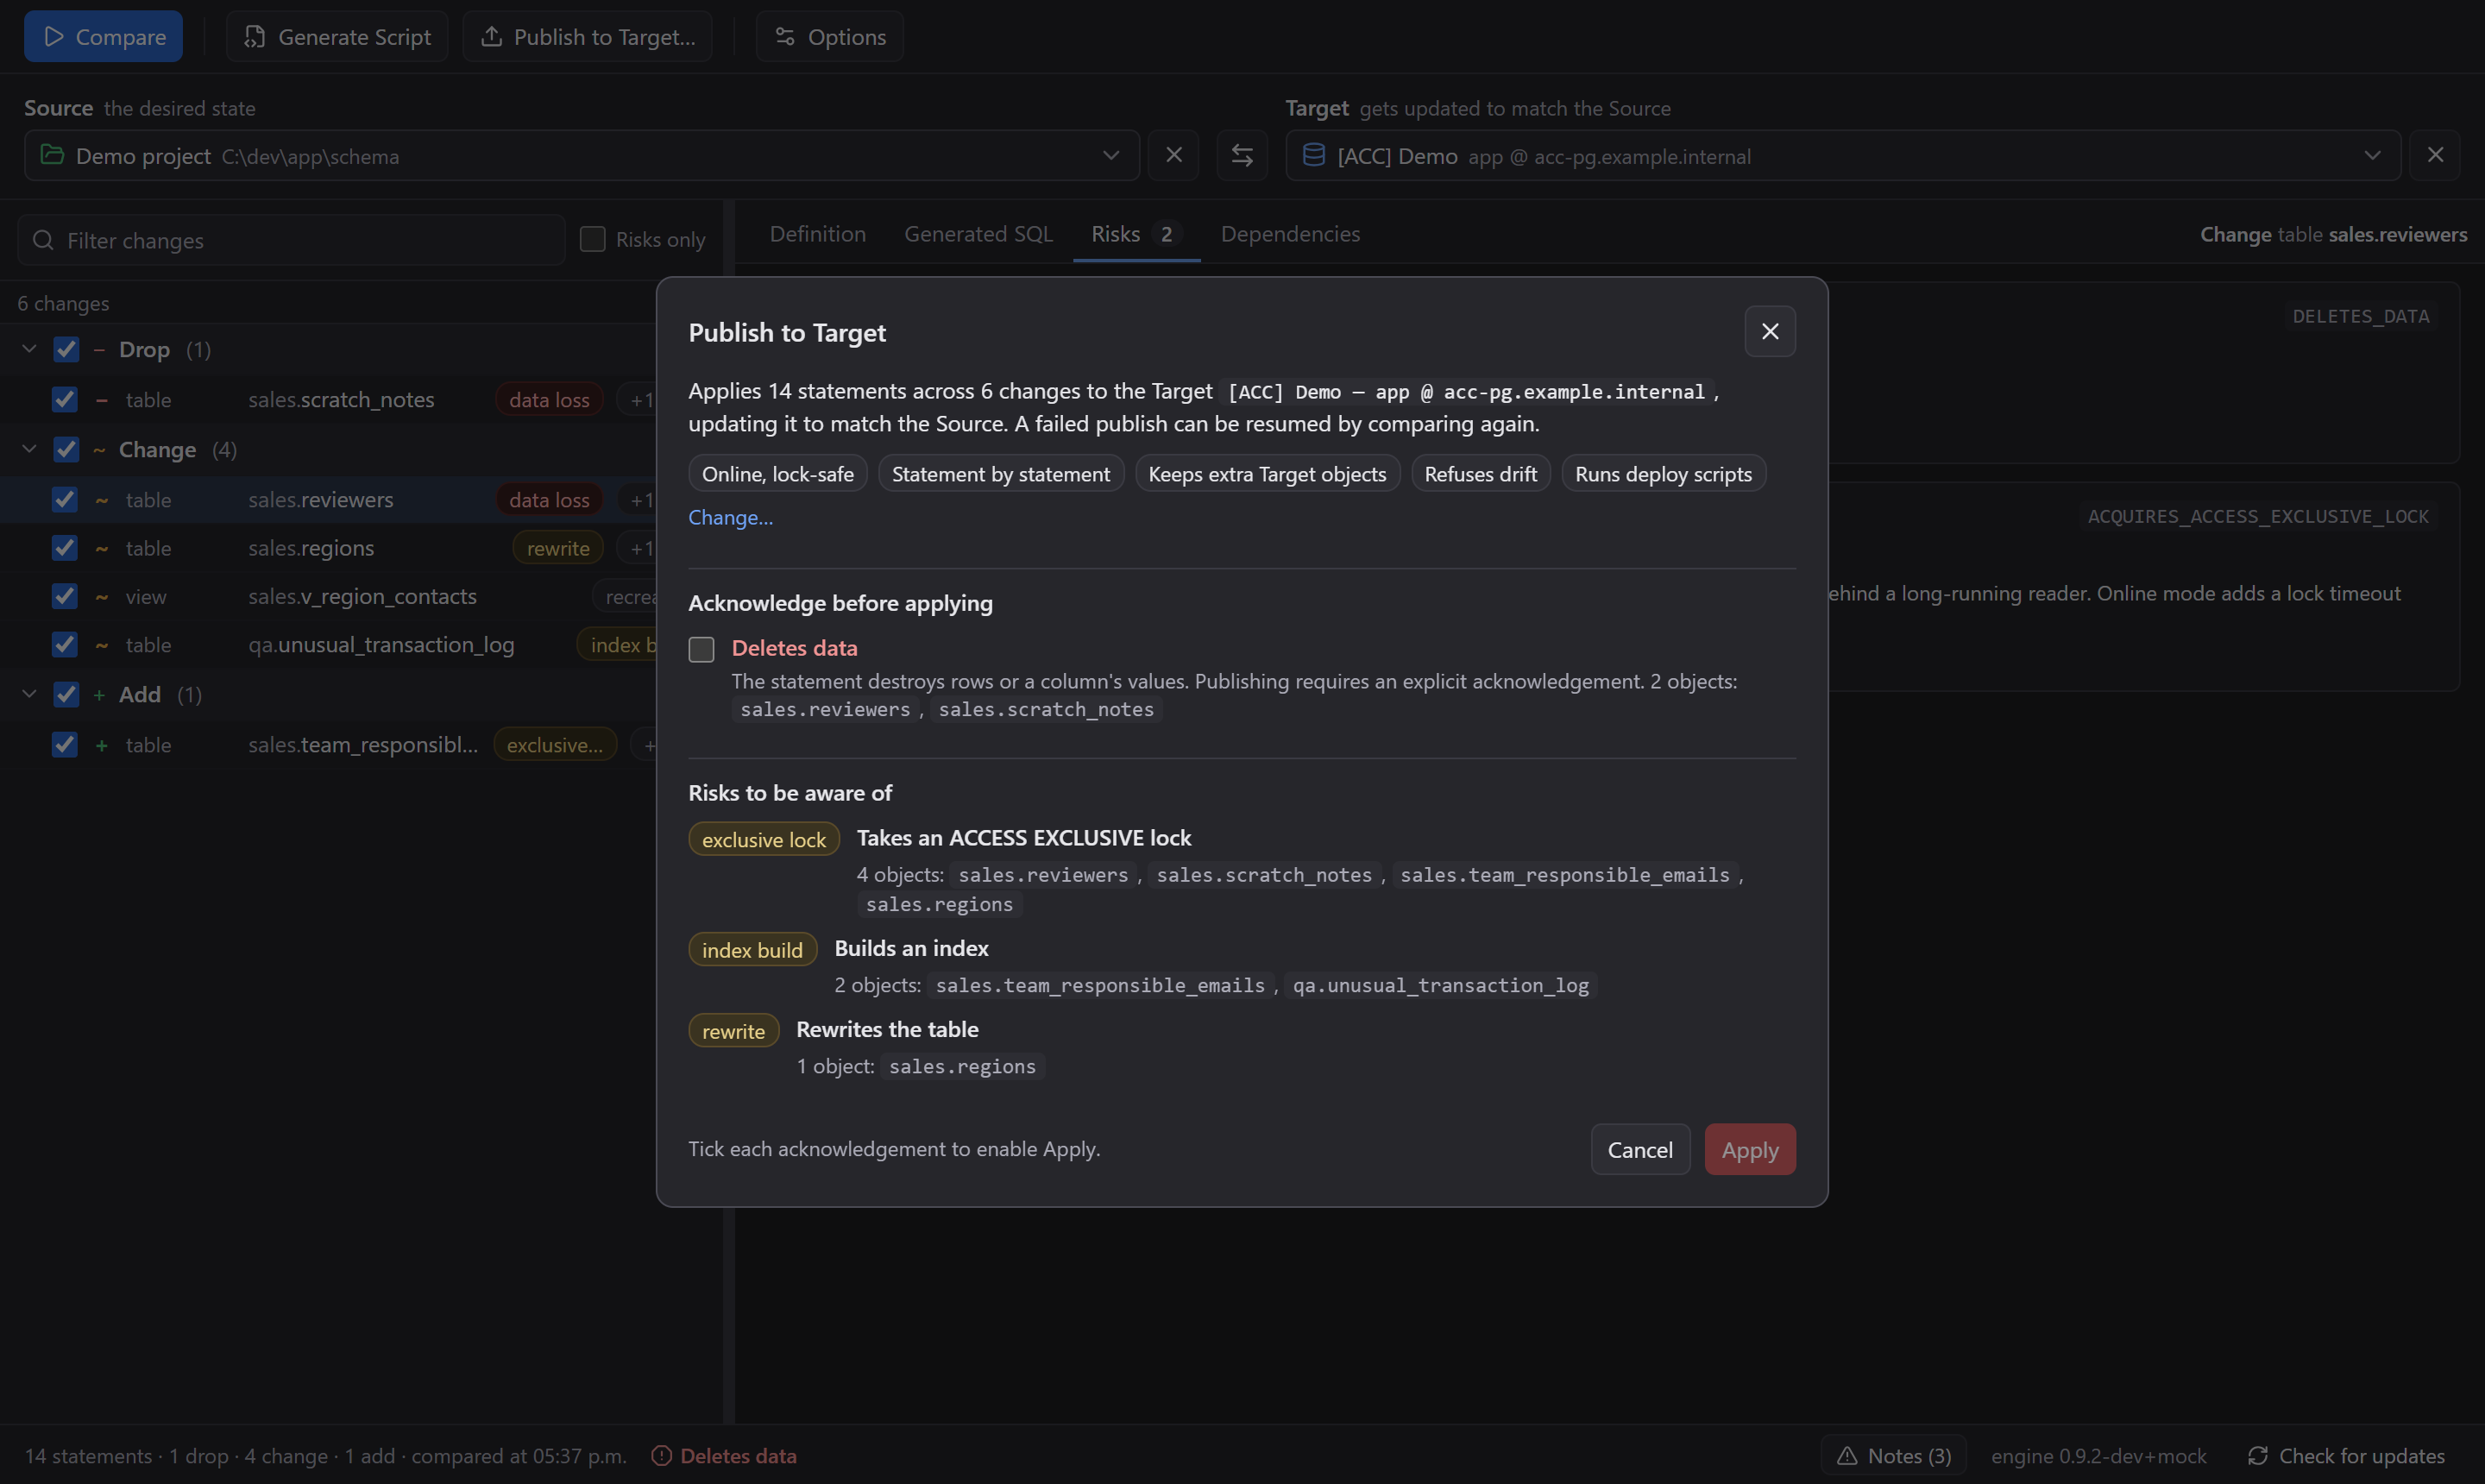 Compare
Generate Script
Publish to Target...
Options
Source the desired state
Target gets updated to match the Source
Demo project C:\dev\app\schema
[ACC] Demo app @ acc-pg.example.internal
Filter changes
Risks only
Definition
Generated SQL
Risks 2
Dependencies
Change table sales.reviewers
6 changes
Drop (1)
table sales.scratch_notes data loss +1
Change (4)
table sales.reviewers data loss +1
table sales.regions rewrite +1
view sales.v_region_contacts recrea
table qa.unusual_transaction_log index b
Add (1)
table sales.team_responsibl... exclusive... +
DELETES_DATA
ACQUIRES_ACCESS_EXCLUSIVE_LOCK
ehind a long-running reader. Online mode adds a lock timeout
Publish to Target
Applies 14 statements across 6 changes to the Target [ACC] Demo — app @ acc-pg.example.internal,
updating it to match the Source. A failed publish can be resumed by comparing again.
Online, lock-safe
Statement by statement
Keeps extra Target objects
Refuses drift
Runs deploy scripts
Change...
Acknowledge before applying
Deletes data
The statement destroys rows or a column's values. Publishing requires an explicit acknowledgement. 2 objects:
sales.reviewers, sales.scratch_notes
Risks to be aware of
exclusive lock Takes an ACCESS EXCLUSIVE lock
4 objects: sales.reviewers, sales.scratch_notes, sales.team_responsible_emails,
sales.regions
index build Builds an index
2 objects: sales.team_responsible_emails, qa.unusual_transaction_log
rewrite Rewrites the table
1 object: sales.regions
Tick each acknowledgement to enable Apply.
Cancel
Apply
14 statements · 1 drop · 4 change · 1 add · compared at 05:37 p.m.
Deletes data
Notes (3)
engine 0.9.2-dev+mock
Check for updates